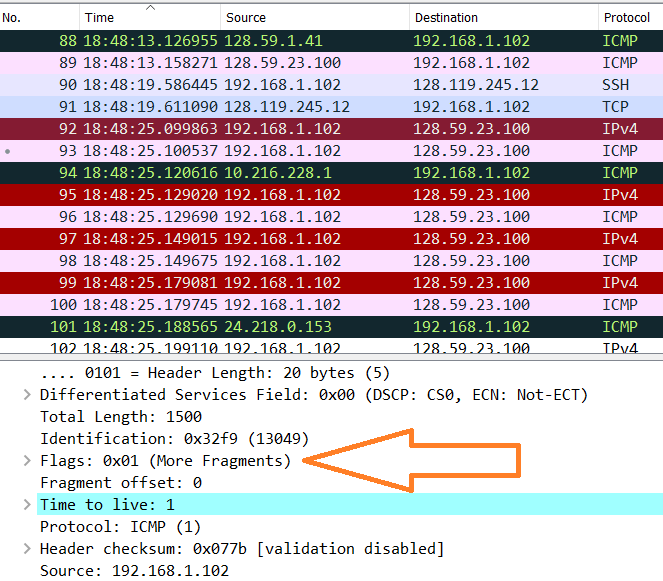 No. Time Source Destination Protocol
88 18:48:13.126955 128.59.1.41 192.168.1.102 ICMP
89 18:48:13.158271 128.59.23.100 192.168.1.102 ICMP
90 18:48:19.586445 192.168.1.102 128.119.245.12 SSH
91 18:48:19.611090 128.119.245.12 192.168.1.102 TCP
92 18:48:25.099863 192.168.1.102 128.59.23.100 IPv4
93 18:48:25.100537 192.168.1.102 128.59.23.100 ICMP
94 18:48:25.120616 10.216.228.1 192.168.1.102 ICMP
95 18:48:25.129020 192.168.1.102 128.59.23.100 IPv4
96 18:48:25.129690 192.168.1.102 128.59.23.100 ICMP
97 18:48:25.149015 192.168.1.102 128.59.23.100 IPv4
98 18:48:25.149675 192.168.1.102 128.59.23.100 ICMP
99 18:48:25.179081 192.168.1.102 128.59.23.100 IPv4
100 18:48:25.179745 192.168.1.102 128.59.23.100 ICMP
101 18:48:25.188565 24.218.0.153 192.168.1.102 ICMP
102 18:48:25.199110 192.168.1.102 128.59.23.100 IPv4
.... 0101 = Header Length: 20 bytes (5)
Differentiated Services Field: 0x00 (DSCP: CS0, ECN: Not-ECT)
Total Length: 1500
Identification: 0x32f9 (13049)
Flags: 0x01 (More Fragments)
Fragment offset: 0
Time to live: 1
Protocol: ICMP (1)
Header checksum: 0x077b [validation disabled]
Source: 192.168.1.102